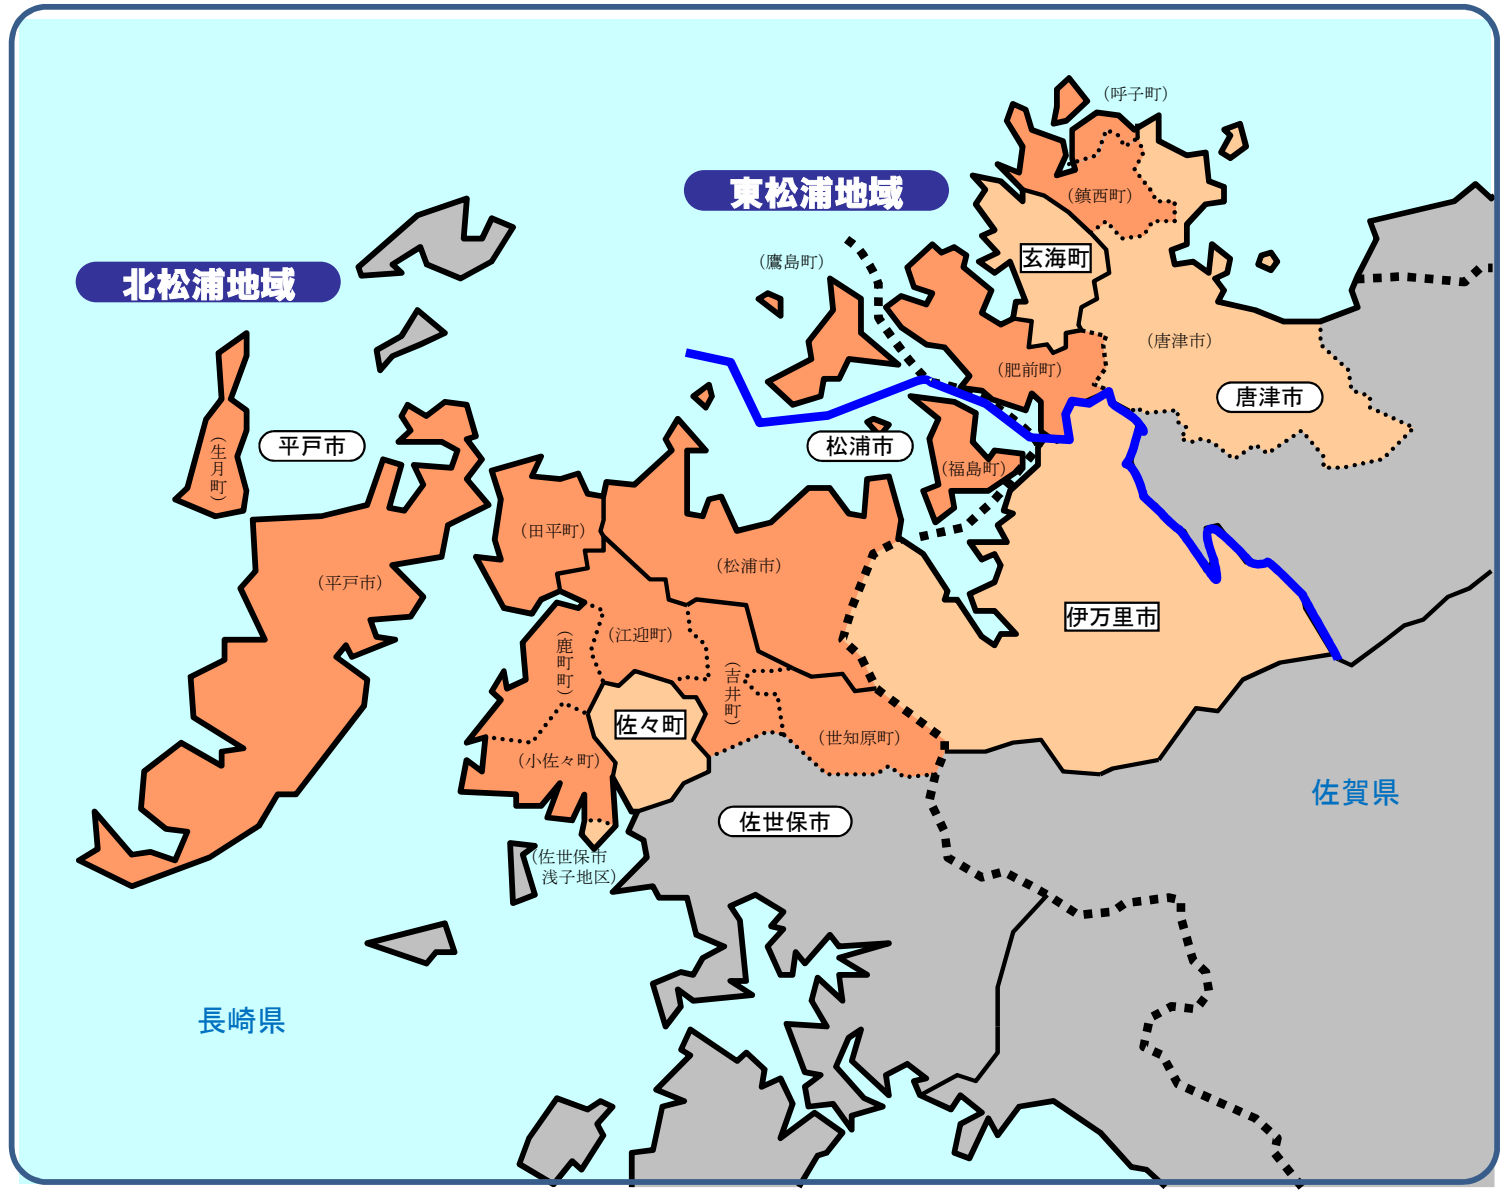 （呼子町）
東松浦地域
（鎮西町）
玄海町
（鷹島町）
北松浦地域
（唐津市）
（肥前町）
唐津市
平戸市
松浦市
（生月町）
（福島町）
（田平町）
（松浦市）
（平戸市）
伊万里市
（江迎町）
（鹿町町）
（吉井町）
佐々町
（世知原町）
（小佐々町）
佐賀県
佐世保市
（佐世保市
浅子地区）
長崎県